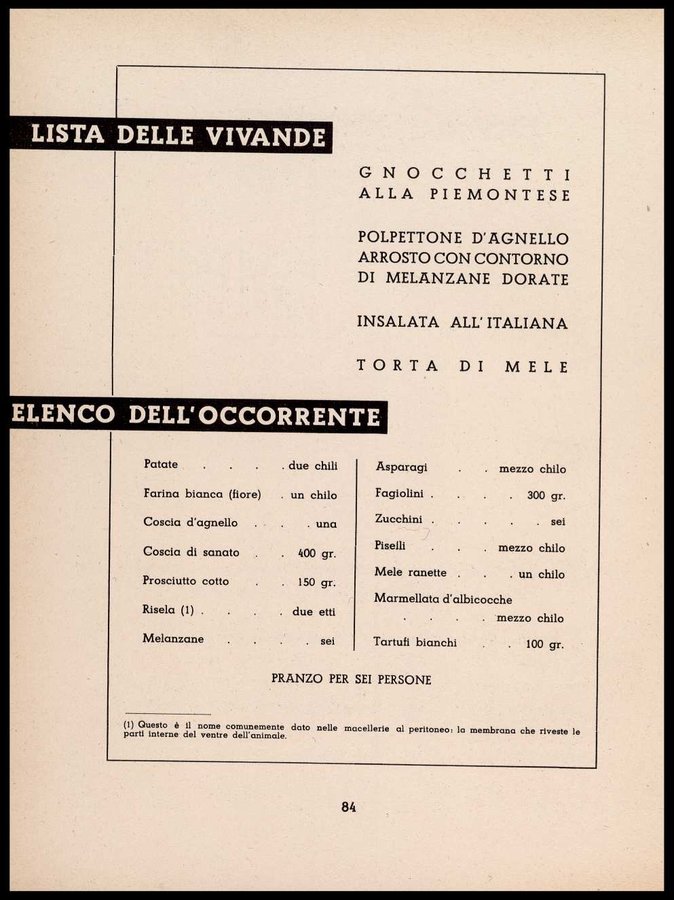 LISTA DELLE VIVANDE
GNOCCHETTI
ALLA PIEMONTESE
POLPETTONE D'AGNELLO
ARROSTO CON CONTORNO
DI MELANZANE DORATE
INSALATA ALL'ITALIANA
TORTA DI MELE
ELENCO DELL'OCCORRENTE
Patate . . . . due chili
Farina bianca (fiore) . un chilo
Coscia d'agnello . . . una
Coscia di sanato . . 400 gr.
Prosciutto cotto . . 150 gr.
Risela (1) . . . . due etti
Melanzane . . . . sei
Asparagi . . mezzo chilo
Fagiolini . . . . 300 gr.
Zucchini . . . . . sei
Piselli . . . mezzo chilo
Mele ranette . . . un chilo
Marmellata d'albicocche
. . . . mezzo chilo
Tartufi bianchi . . 100 gr.
PRANZO PER SEI PERSONE
(1) Questo è il nome comunemente dato nelle macellerie al peritoneo: la membrana che riveste le
parti interne del ventre dell'animale.
84